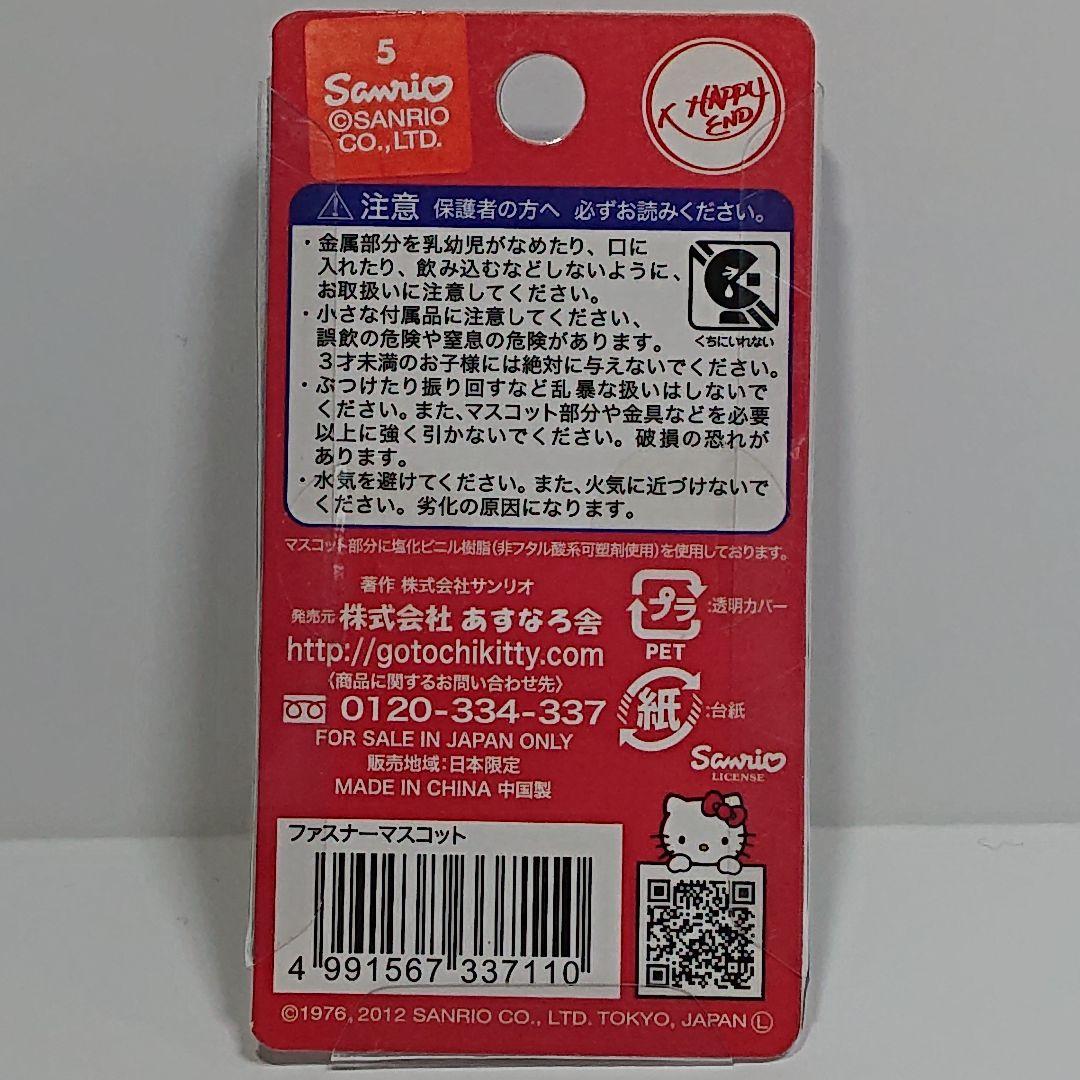 5
Sanrio
©SANRIO
CO.,LTD.
HAPPY
END
注意 保護者の方へ 必ずお読みください。
・金属部分を乳幼児がなめたり、口に
入れたり、飲み込むなどしないように、
お取扱いに注意してください。
・小さな付属品に注意してください、
誤飲の危険や窒息の危険があります。
3才未満のお子様には絶対に与えないでください。
くちにいれない
・ぶつけたり振り回すなど乱暴な扱いはしないで
ください。また、マスコット部分や金具などを必要
以上に強く引かないでください。破損の恐れが
あります。
・水気を避けてください。また、火気に近づけないで
ください。劣化の原因になります。
マスコット部分に塩化ビニル樹脂(非フタル酸系可塑剤使用)を使用しております。
著作 株式会社サンリオ
発売元 株式会社 あすなろ舎
http://gotochikitty.com
〈商品に関するお問い合わせ先〉
0120-334-337
FOR SALE IN JAPAN ONLY
販売地域:日本限定
MADE IN CHINA 中国製
プラ :透明カバー
PET
紙 :台紙
Sanrio
LICENSE
ファスナーマスコット
4 991567 337110
©1976, 2012 SANRIO CO., LTD. TOKYO, JAPAN Ⓛ